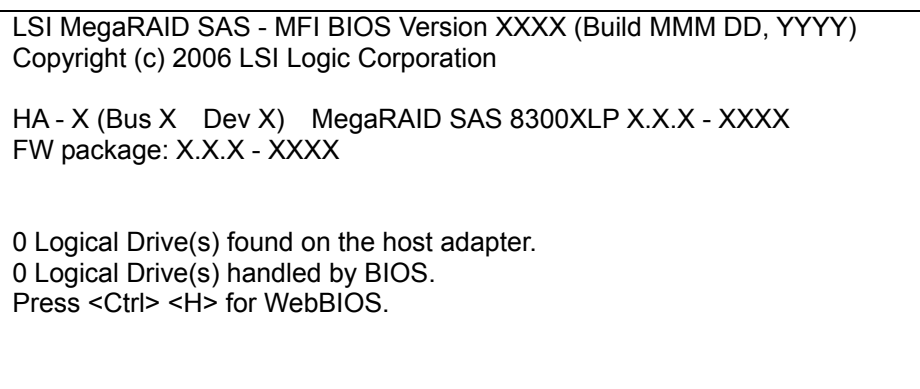 LSI MegaRAID SAS - MFI BIOS Version XXXX (Build MMM DD, YYYY)
Copyright (c) 2006 LSI Logic Corporation
HA - X (Bus X Dev X) MegaRAID SAS 8300XLP X.X.X - XXXX
FW package: X.X.X - XXXX
0 Logical Drive(s) found on the host adapter.
0 Logical Drive(s) handled by BIOS.
Press <Ctrl> <H> for WebBIOS.